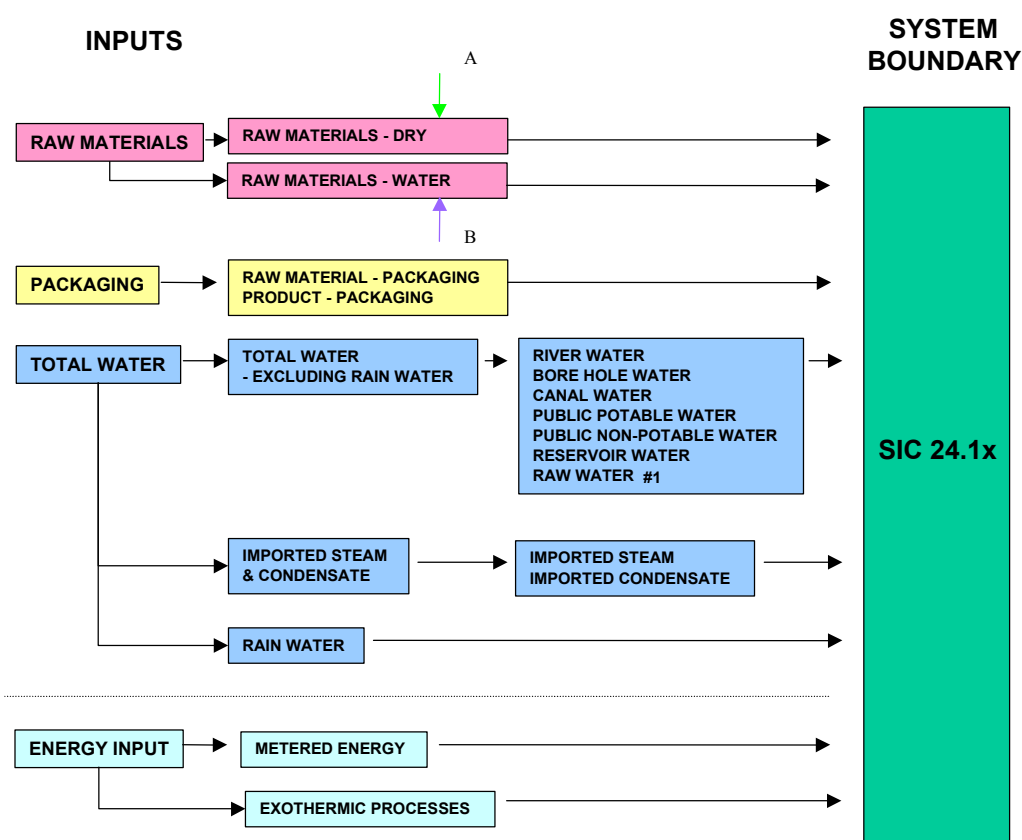 INPUTS
SYSTEM
BOUNDARY
A
RAW MATERIALS
RAW MATERIALS - DRY
RAW MATERIALS - WATER
B
PACKAGING
RAW MATERIAL - PACKAGING
PRODUCT - PACKAGING
TOTAL WATER
TOTAL WATER
- EXCLUDING RAIN WATER
RIVER WATER
BORE HOLE WATER
CANAL WATER
PUBLIC POTABLE WATER
PUBLIC NON-POTABLE WATER
RESERVOIR WATER
RAW WATER #1
SIC 24.1x
IMPORTED STEAM
& CONDENSATE
IMPORTED STEAM
IMPORTED CONDENSATE
RAIN WATER
ENERGY INPUT
METERED ENERGY
EXOTHERMIC PROCESSES